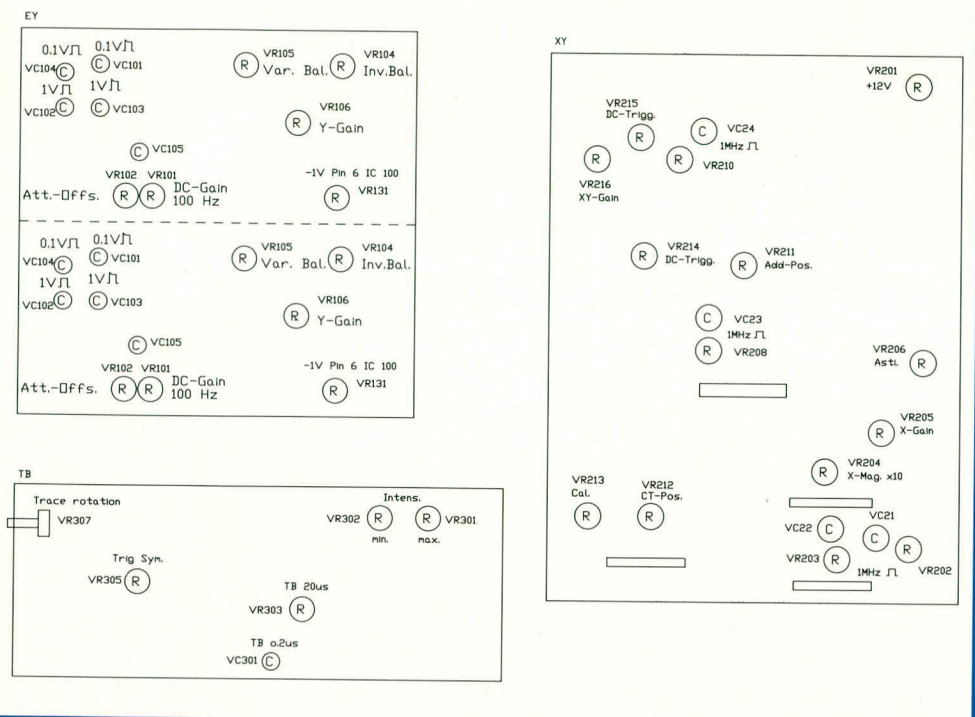 EY
0.1V⎍ 0.1V⎍
VC104 C C VC101
1V⎍ 1V⎍
VC102 C C VC103
C VC105
VR102 VR101
Att.-Offs. R R DC-Gain
100 Hz
R VR105
Var. Bal.
R VR104
Inv.Bal.
R VR106
Y-Gain
-1V Pin 6 IC 100
R VR131
0.1V⎍ 0.1V⎍
VC104 C C VC101
1V⎍ 1V⎍
VC102 C C VC103
C VC105
VR102 VR101
Att.-Offs. R R DC-Gain
100 Hz
R VR105
Var. Bal.
R VR104
Inv.Bal.
R VR106
Y-Gain
-1V Pin 6 IC 100
R VR131
TB
Trace rotation
VR307
Intens.
VR302 R R VR301
min. max.
Trig Sym.
VR305 R
TB 20us
VR303 R
TB 0.2us
VC301 C
XY
VR201
+12V R
VR215
DC-Trigg.
R
C VC24
1MHz ⎍
R VR210
R
VR216
XY-Gain
R VR214
DC-Trigg.
R VR211
Add-Pos.
C VC23
1MHz ⎍
R VR208
VR206
Asti. R
R VR205
X-Gain
R VR204
X-Mag. x10
VR213
Cal.
R
VR212
CT-Pos.
R
VC22 C
VC21
C
VR203 R
1MHz ⎍
R
VR202